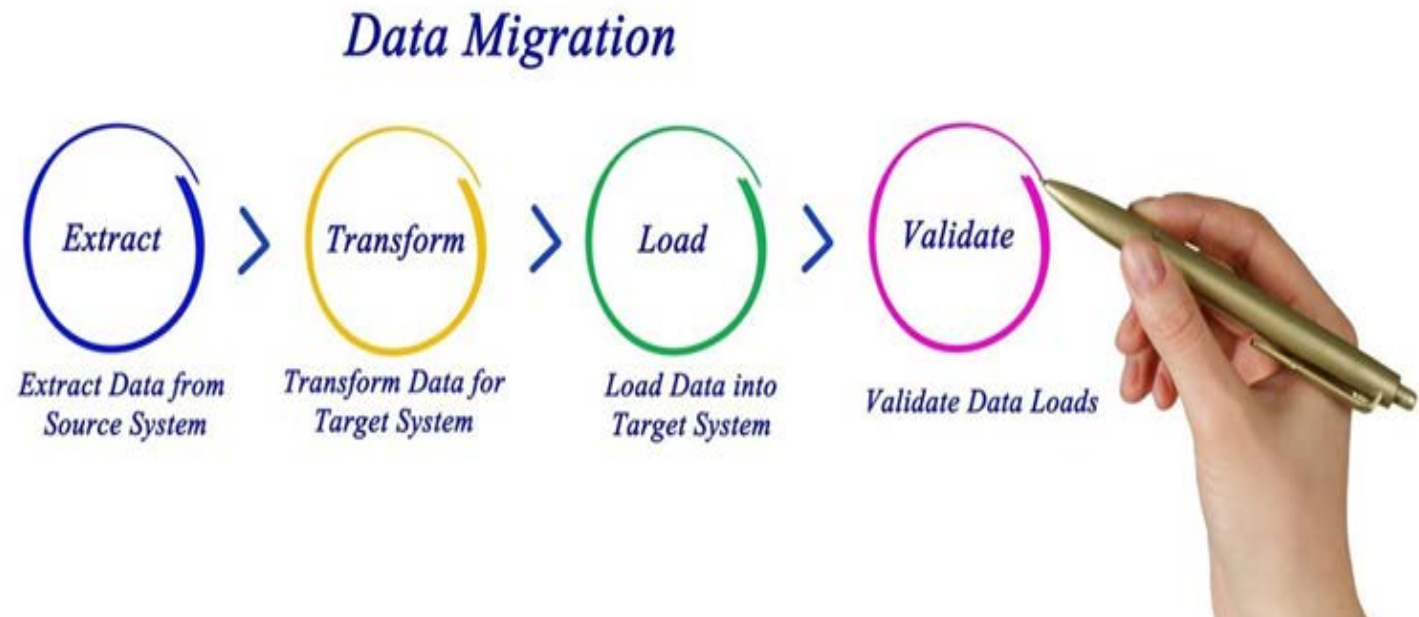 Data Migration
Extract
Transform
Load
Validate
Extract Data from
Source System
Transform Data for
Target System
Load Data into
Target System
Validate Data Loads